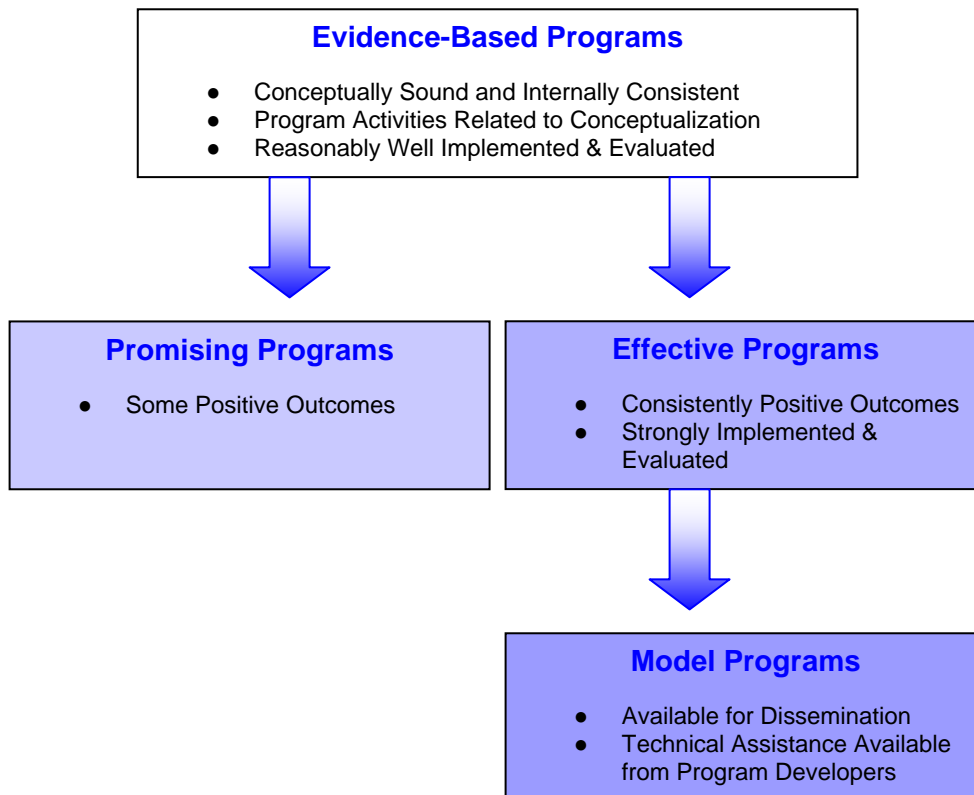 Evidence-Based Programs
● Conceptually Sound and Internally Consistent
● Program Activities Related to Conceptualization
● Reasonably Well Implemented & Evaluated
Promising Programs
● Some Positive Outcomes
Effective Programs
● Consistently Positive Outcomes
● Strongly Implemented &
Evaluated
Model Programs
● Available for Dissemination
● Technical Assistance Available
from Program Developers